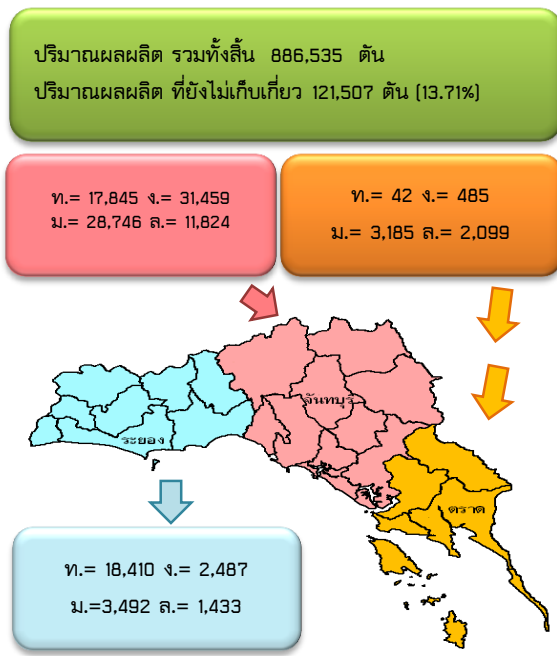 ปริมาณผลผลิต รวมทั้งสิ้น 886,535 ตัน
ปริมาณผลผลิต ที่ยังไม่เก็บเกี่ยว 121,507 ตัน (13.71%)
ท.= 17,845 ง.= 31,459
ม.= 28,746 ล.= 11,824
ท.= 42 ง.= 485
ม.= 3,185 ล.= 2,099
จันทบุรี
ระยอง
ตราด
ท.= 18,410 ง.= 2,487
ม.=3,492 ล.= 1,433